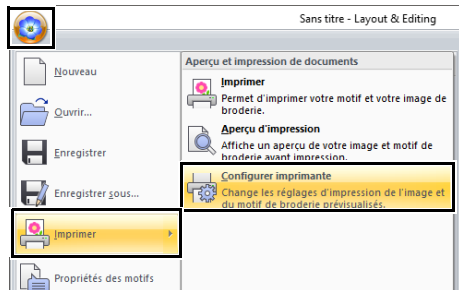 Sans titre - Layout & Editing
Nouveau
Ouvrir...
Enregistrer
Enregistrer sous...
Imprimer
Propriétés des motifs
Aperçu et impression de documents
Imprimer
Permet d'imprimer votre motif et votre image de
broderie.
Aperçu d'impression
Affiche un aperçu de votre image et motif de
broderie avant impression.
Configurer imprimante
Change les réglages d'impression de l'image et
du motif de broderie prévisualisés.